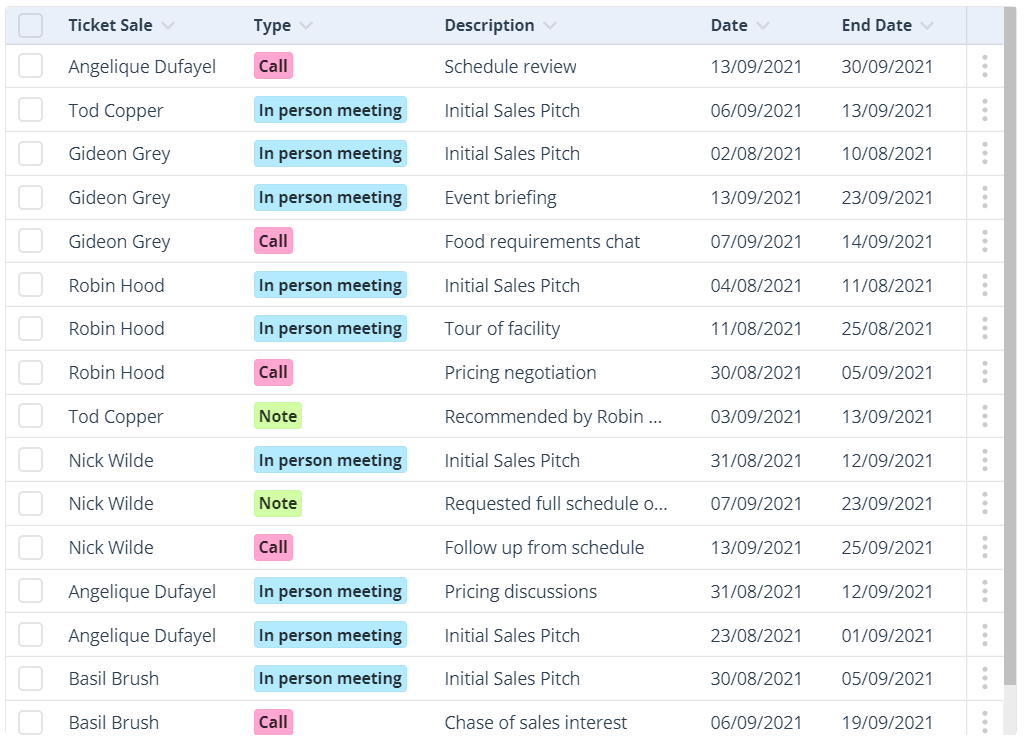 Ticket Sale Type Description Date End Date
Angelique Dufayel Call Schedule review 13/09/2021 30/09/2021
Tod Copper In person meeting Initial Sales Pitch 06/09/2021 13/09/2021
Gideon Grey In person meeting Initial Sales Pitch 02/08/2021 10/08/2021
Gideon Grey In person meeting Event briefing 13/09/2021 23/09/2021
Gideon Grey Call Food requirements chat 07/09/2021 14/09/2021
Robin Hood In person meeting Initial Sales Pitch 04/08/2021 11/08/2021
Robin Hood In person meeting Tour of facility 11/08/2021 25/08/2021
Robin Hood Call Pricing negotiation 30/08/2021 05/09/2021
Tod Copper Note Recommended by Robin ... 03/09/2021 13/09/2021
Nick Wilde In person meeting Initial Sales Pitch 31/08/2021 12/09/2021
Nick Wilde Note Requested full schedule o... 07/09/2021 23/09/2021
Nick Wilde Call Follow up from schedule 13/09/2021 25/09/2021
Angelique Dufayel In person meeting Pricing discussions 31/08/2021 12/09/2021
Angelique Dufayel In person meeting Initial Sales Pitch 23/08/2021 01/09/2021
Basil Brush In person meeting Initial Sales Pitch 30/08/2021 05/09/2021
Basil Brush Call Chase of sales interest 06/09/2021 19/09/2021